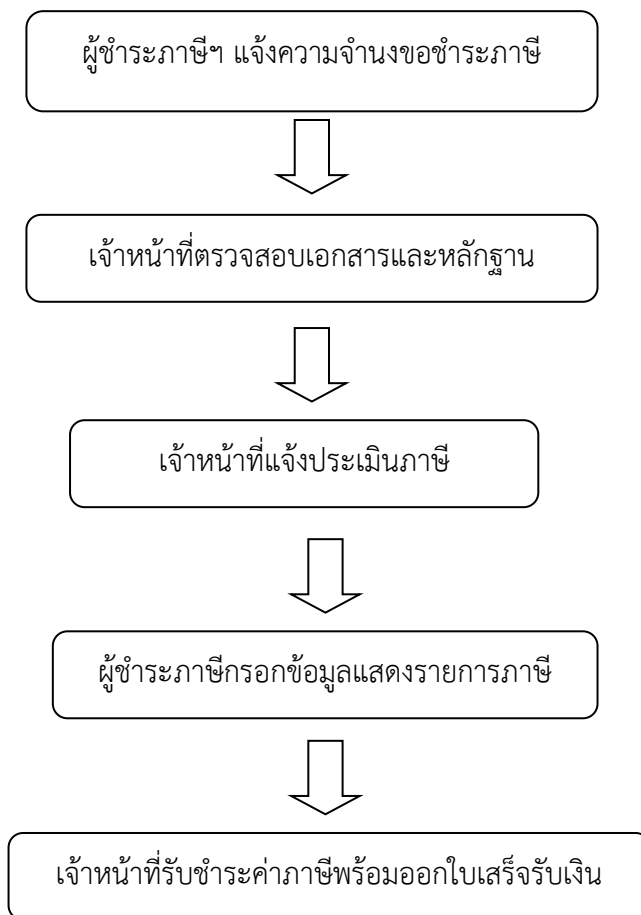 ผู้ชำระภาษีฯ แจ้งความจำนงขอชำระภาษี
เจ้าหน้าที่ตรวจสอบเอกสารและหลักฐาน
เจ้าหน้าที่แจ้งประเมินภาษี
ผู้ชำระภาษีกรอกข้อมูลแสดงรายการภาษี
เจ้าหน้าที่รับชำระค่าภาษีพร้อมออกใบเสร็จรับเงิน